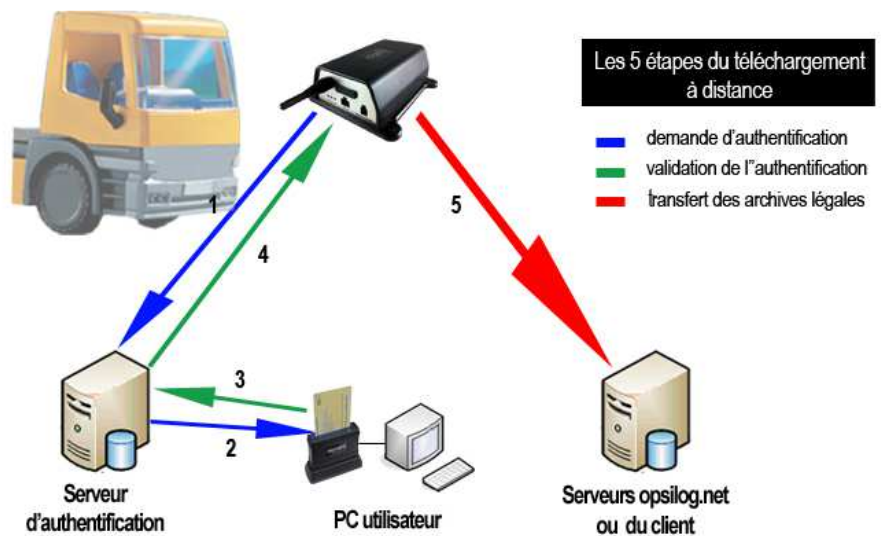 Les 5 étapes du téléchargement
à distance
demande d'authentification
validation de l''authentification
transfert des archives légales
1
4
5
3
2
Serveur
d'authentification
PC utilisateur
Serveurs opsilog.net
ou du client